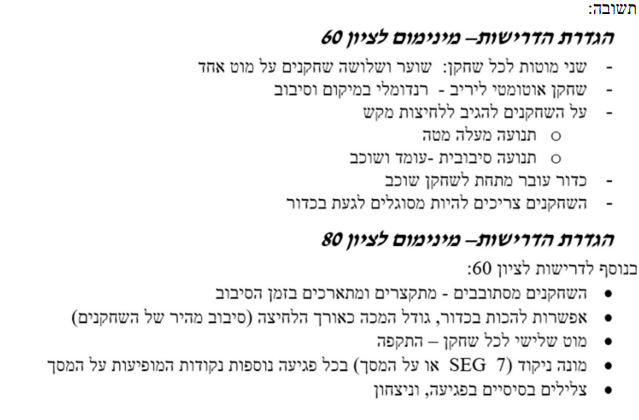 תשובה:
הגדרת הדרישות– מינימום לציון 60
- שני מוטות לכל שחקן: שוער ושלושה שחקנים על מוט אחד
- שחקן אוטומטי ליריב - רנדומלי במיקום וסיבוב
- על השחקנים להגיב ללחיצות מקש
o תנועה מעלה מטה
o תנועה סיבובית -עומד ושוכב
- כדור עובר מתחת לשחקן שוכב
- השחקנים צריכים להיות מסוגלים לגעת בכדור
הגדרת הדרישות– מינימום לציון 80
בנוסף לדרישות לציון 60:
• השחקנים מסתובבים - מתקצרים ומתארכים בזמן הסיבוב
• אפשרות להכות בכדור, גודל המכה כאורך הלחיצה (סיבוב מהיר של השחקנים)
• מוט שלישי לכל שחקן – התקפה
• מונה ניקוד (7 SEG או על המסך) בכל פגיעה נוספות נקודות המופיעות על המסך
• צלילים בסיסיים בפגיעה, וניצחון